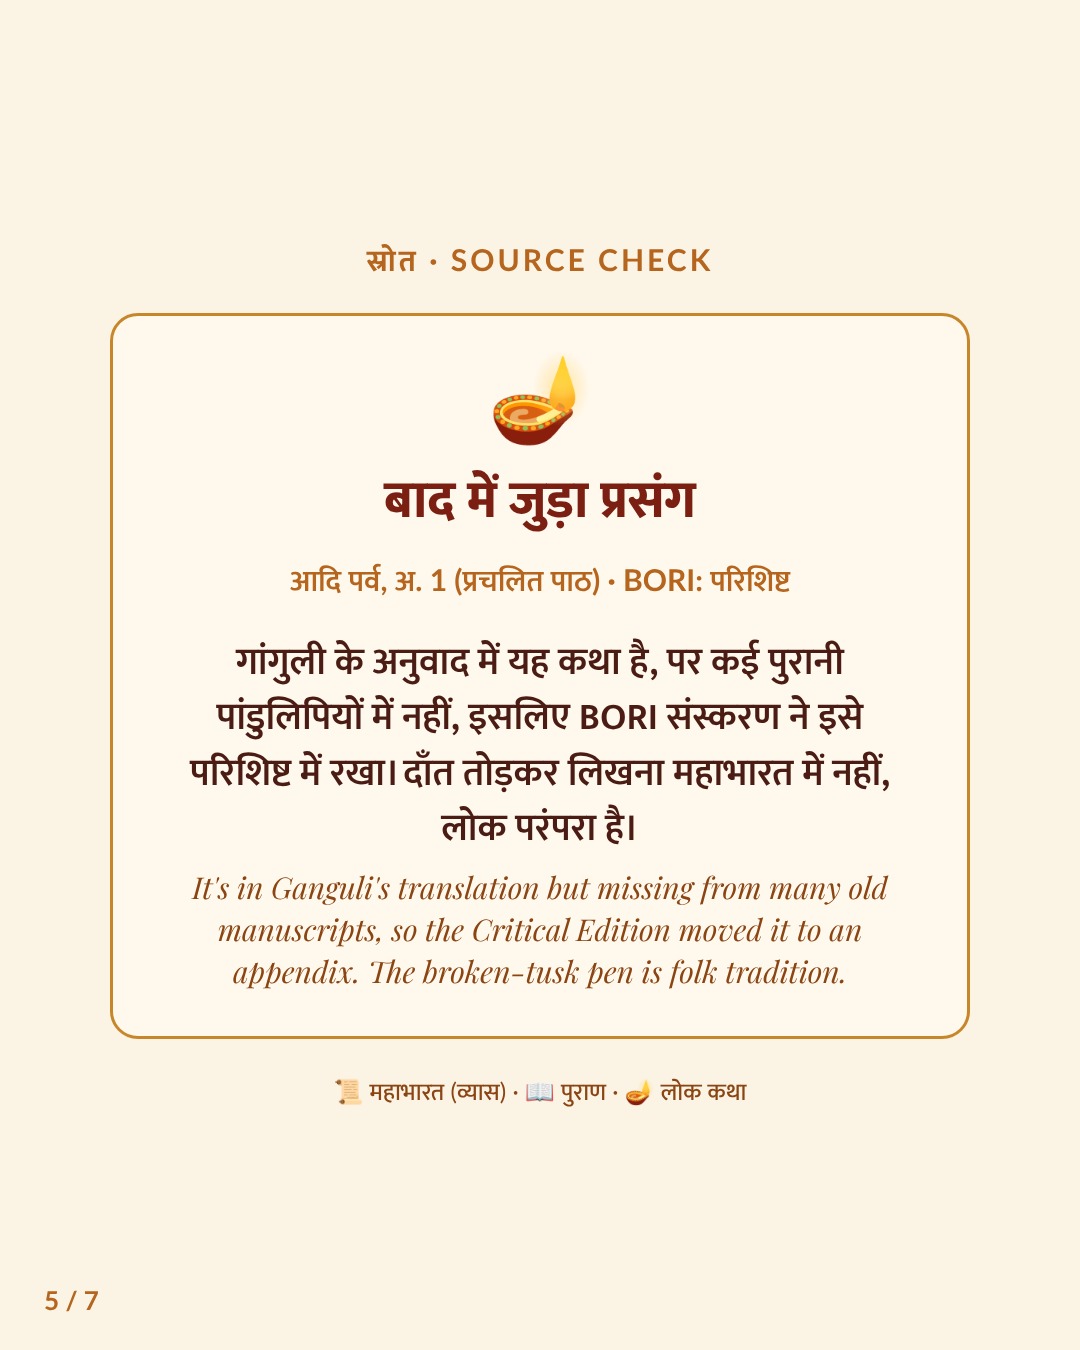 स्रोत · SOURCE CHECK
बाद में जुड़ा प्रसंग
आदि पर्व, अ. 1 (प्रचलित पाठ) · BORI: परिशिष्ट
गांगुली के अनुवाद में यह कथा है, पर कई पुरानी
पांडुलिपियों में नहीं, इसलिए BORI संस्करण ने इसे
परिशिष्ट में रखा। दाँत तोड़कर लिखना महाभारत में नहीं,
लोक परंपरा है।
It's in Ganguli's translation but missing from many old
manuscripts, so the Critical Edition moved it to an
appendix. The broken-tusk pen is folk tradition.
📜 महाभारत (व्यास) · 📖 पुराण · 🪔 लोक कथा
5 / 7